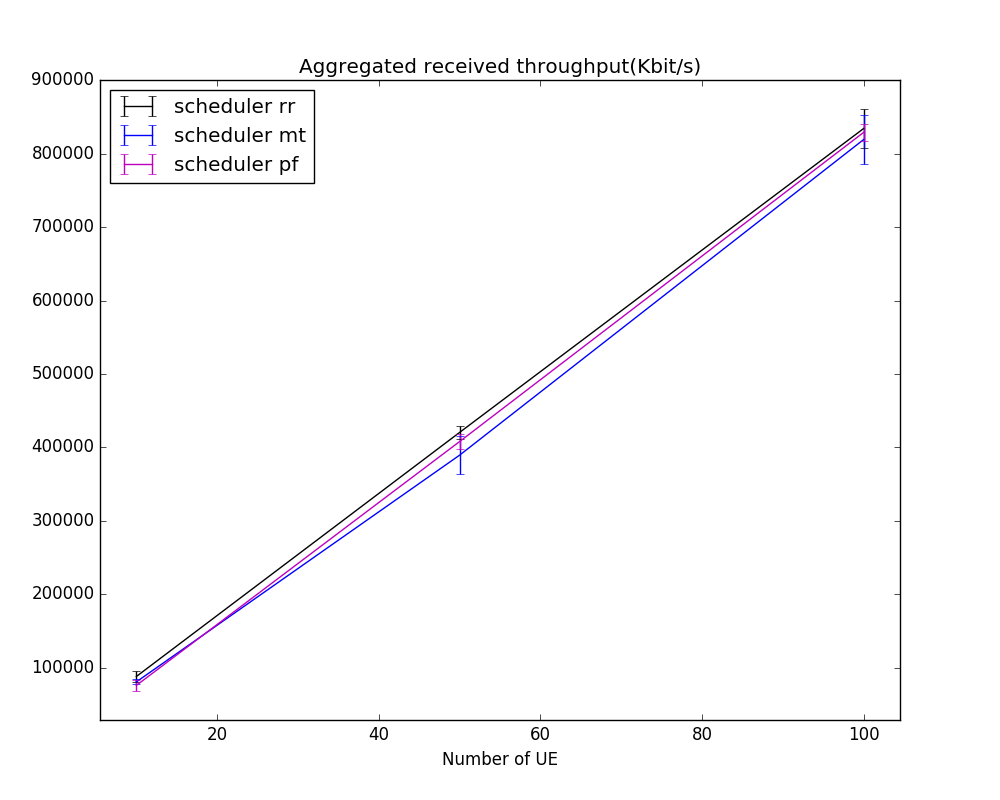 Aggregated received throughput(Kbit/s)
900000
800000
700000
600000
500000
400000
300000
200000
100000
scheduler rr
scheduler mt
scheduler pf
20 40 60 80 100
Number of UE